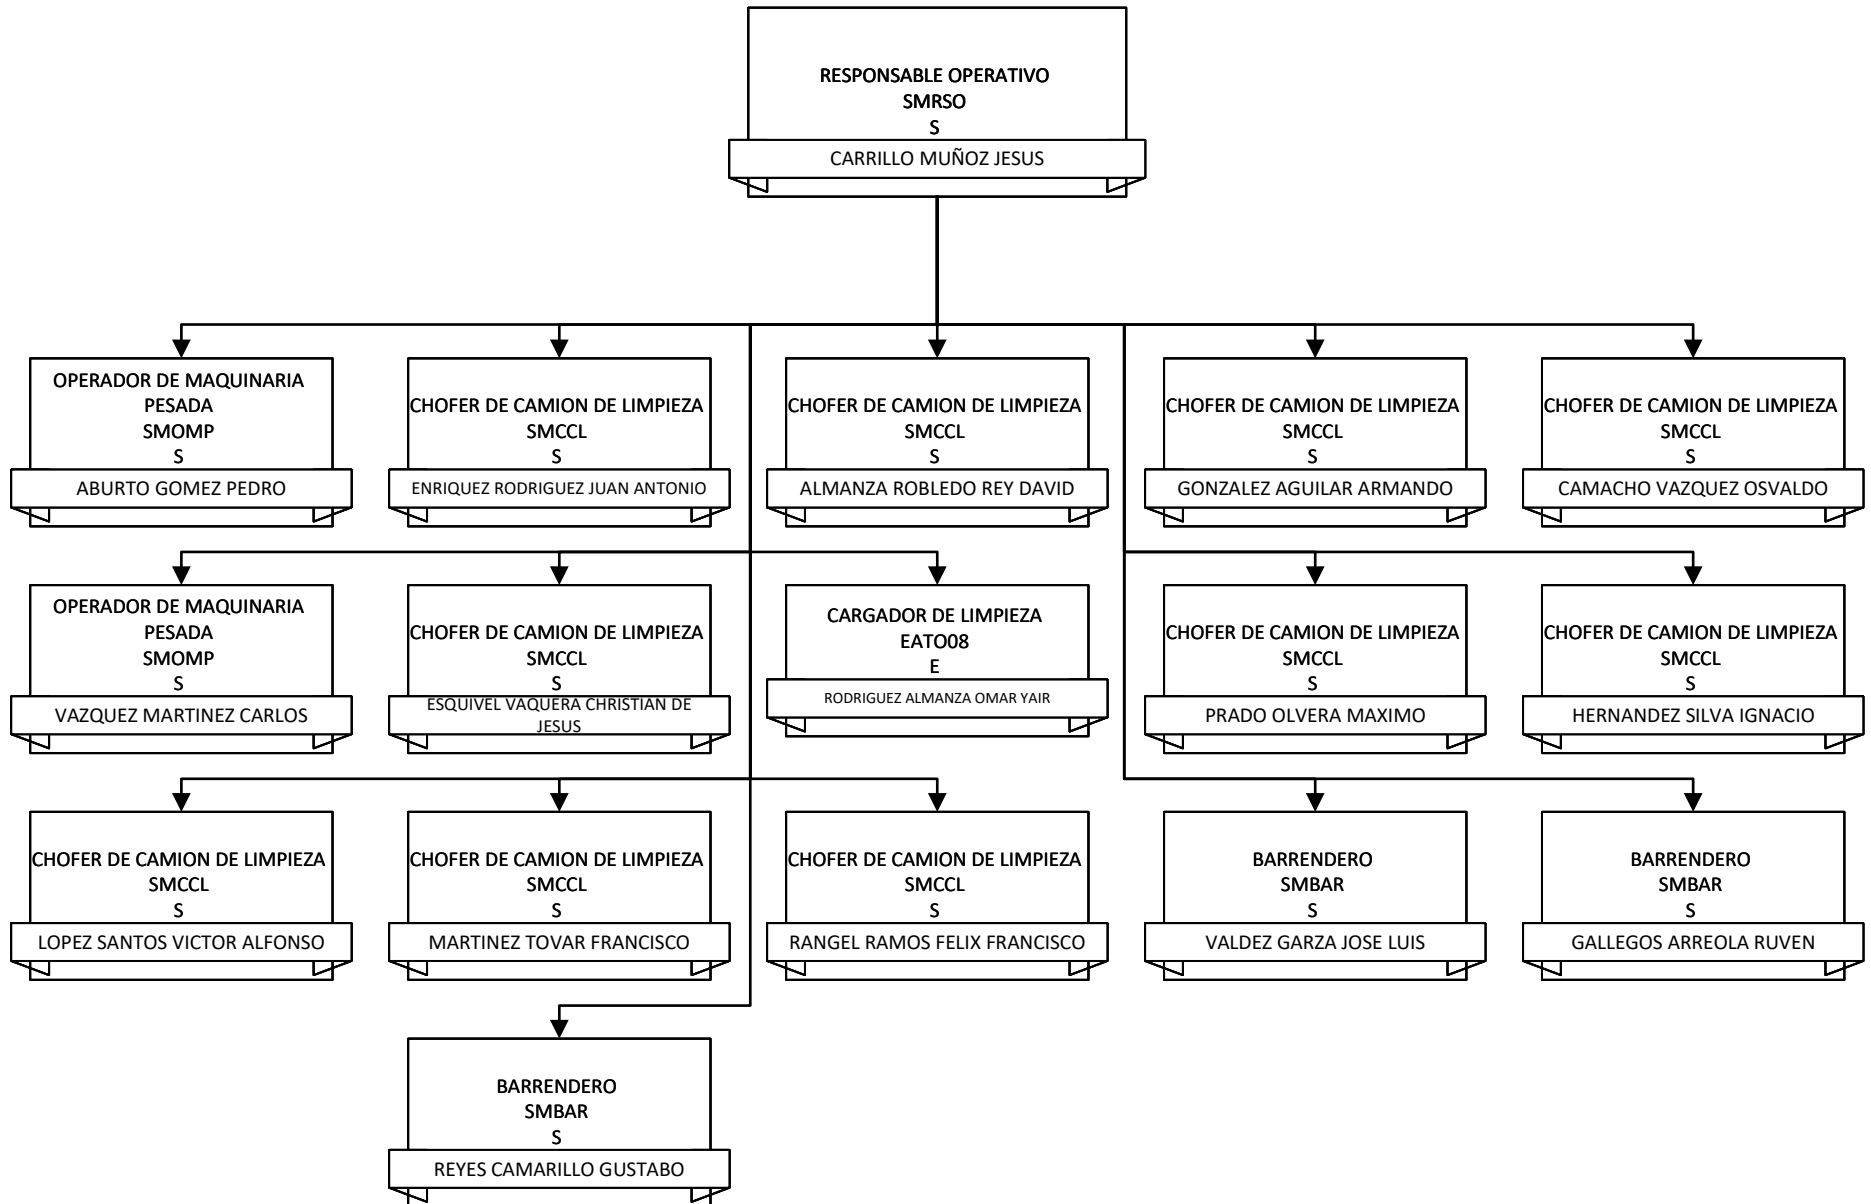 RESPONSABLE OPERATIVO
SMRSO
S
CARRILLO MUÑOZ JESUS
OPERADOR DE MAQUINARIA
PESADA
SMOMP
S
ABURTO GOMEZ PEDRO
CHOFER DE CAMION DE LIMPIEZA
SMCCL
S
ENRIQUEZ RODRIGUEZ JUAN ANTONIO
CHOFER DE CAMION DE LIMPIEZA
SMCCL
S
ALMANZA ROBLEDO REY DAVID
CHOFER DE CAMION DE LIMPIEZA
SMCCL
S
GONZALEZ AGUILAR ARMANDO
CHOFER DE CAMION DE LIMPIEZA
SMCCL
S
CAMACHO VAZQUEZ OSVALDO
OPERADOR DE MAQUINARIA
PESADA
SMOMP
S
VAZQUEZ MARTINEZ CARLOS
CHOFER DE CAMION DE LIMPIEZA
SMCCL
S
ESQUIVEL VAQUERA CHRISTIAN DE
JESUS
CARGADOR DE LIMPIEZA
EATO08
E
RODRIGUEZ ALMANZA OMAR YAIR
CHOFER DE CAMION DE LIMPIEZA
SMCCL
S
PRADO OLVERA MAXIMO
CHOFER DE CAMION DE LIMPIEZA
SMCCL
S
HERNANDEZ SILVA IGNACIO
CHOFER DE CAMION DE LIMPIEZA
SMCCL
S
LOPEZ SANTOS VICTOR ALFONSO
CHOFER DE CAMION DE LIMPIEZA
SMCCL
S
MARTINEZ TOVAR FRANCISCO
CHOFER DE CAMION DE LIMPIEZA
SMCCL
S
RANGEL RAMOS FELIX FRANCISCO
BARRENDERO
SMBAR
S
VALDEZ GARZA JOSE LUIS
BARRENDERO
SMBAR
S
GALLEGOS ARREOLA RUVEN
BARRENDERO
SMBAR
S
REYES CAMARILLO GUSTABO